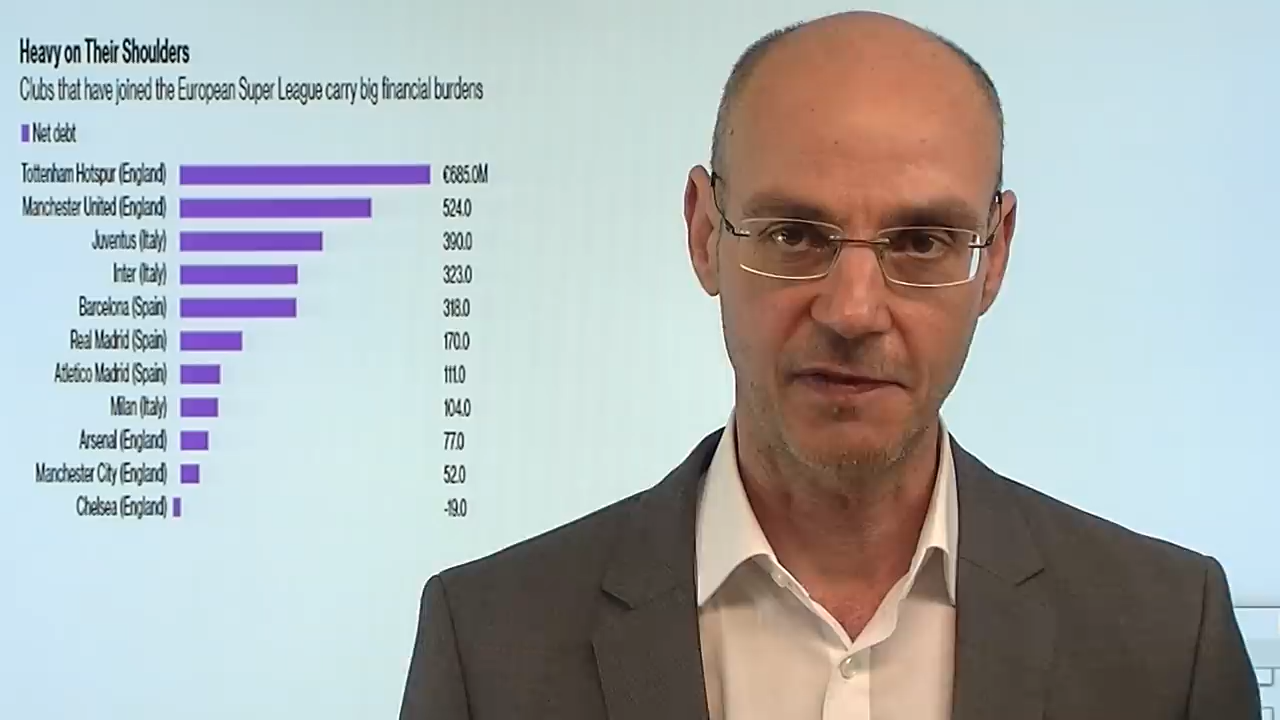 Heavy on Their Shoulders
Clubs that have joined the European Super League carry big financial burdens
Net debt
Tottenham Hotspur (England) €685.0M
Manchester United (England) 524.0
Juventus (Italy) 390.0
Inter (Italy) 323.0
Barcelona (Spain) 318.0
Real Madrid (Spain) 170.0
Atletico Madrid (Spain) 111.0
Milan (Italy) 104.0
Arsenal (England) 77.0
Manchester City (England) 52.0
Chelsea (England) -19.0